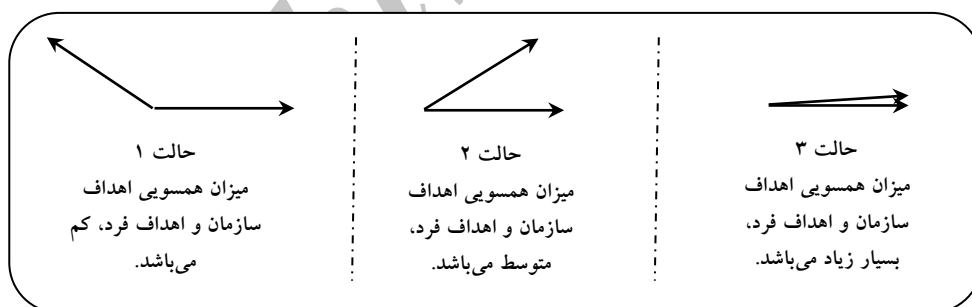 حالت ۱
میزان همسویی اهداف
سازمان و اهداف فرد، کم
می‌باشد.
حالت ۲
میزان همسویی اهداف
سازمان و اهداف فرد،
متوسط می‌باشد.
حالت ۳
میزان همسویی اهداف
سازمان و اهداف فرد،
بسیار زیاد می‌باشد.